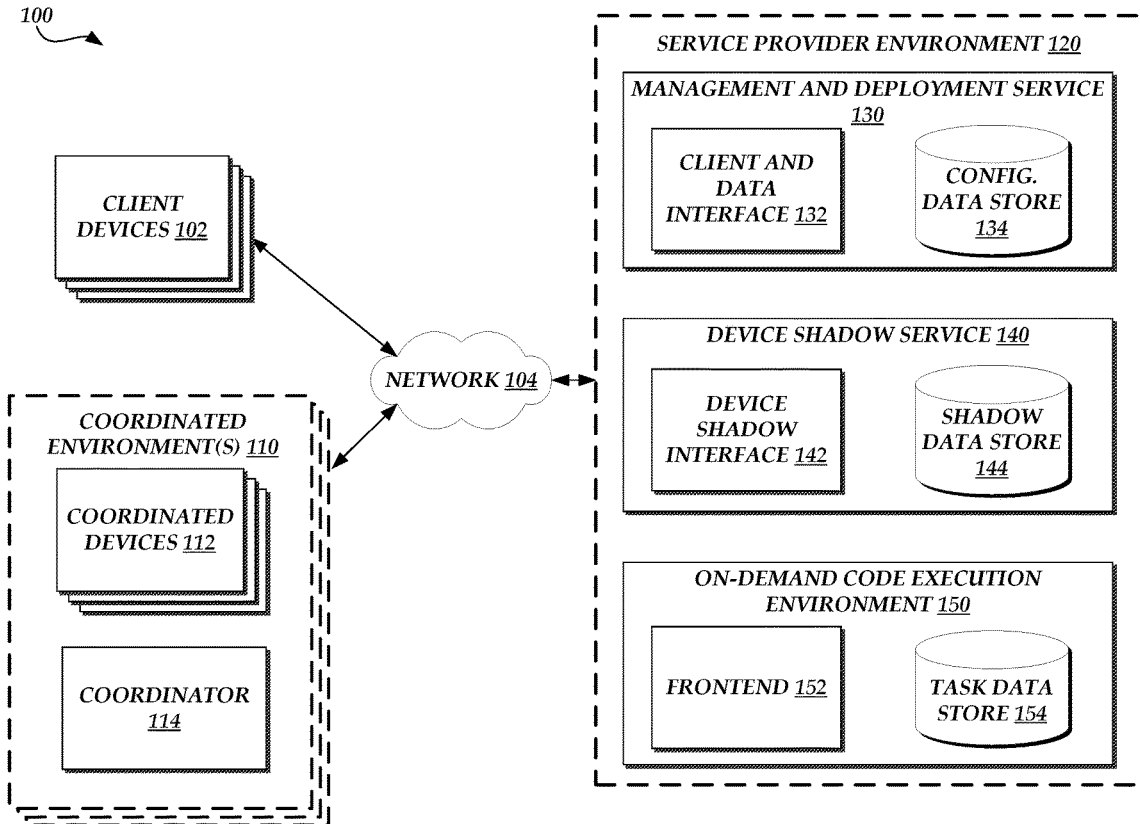 100
CLIENT
DEVICES 102
NETWORK 104
COORDINATED
ENVIRONMENT(S) 110
COORDINATED
DEVICES 112
COORDINATOR
114
SERVICE PROVIDER ENVIRONMENT 120
MANAGEMENT AND DEPLOYMENT SERVICE
130
CLIENT AND
DATA
INTERFACE 132
CONFIG.
DATA STORE
134
DEVICE SHADOW SERVICE 140
DEVICE
SHADOW
INTERFACE 142
SHADOW
DATA STORE
144
ON-DEMAND CODE EXECUTION
ENVIRONMENT 150
FRONTEND 152
TASK DATA
STORE 154